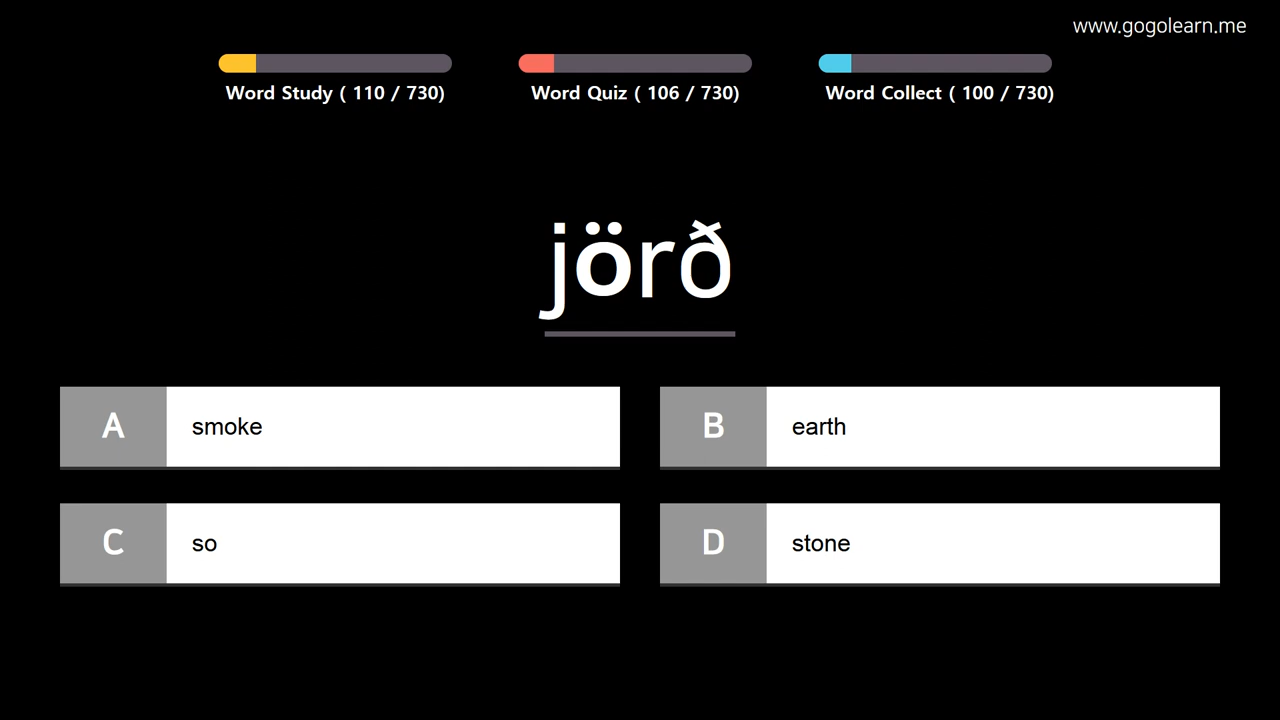 www.gogolearn.me
Word Study ( 110 / 730)
Word Quiz ( 106 / 730)
Word Collect ( 100 / 730)
jörð
A smoke
B earth
C so
D stone